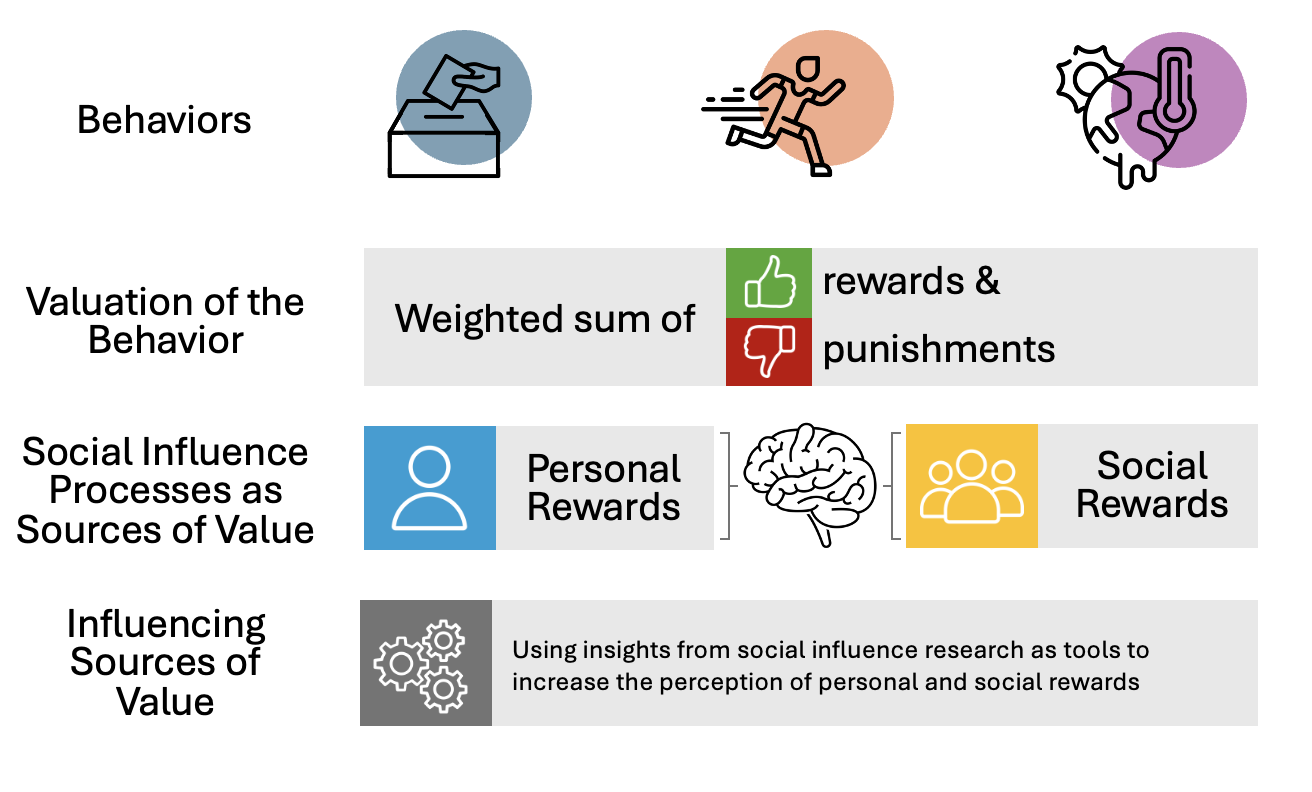 Behaviors
Valuation of the
Behavior
Weighted sum of
rewards &
punishments
Social Influence
Processes as
Sources of Value
Personal
Rewards
Social
Rewards
Influencing
Sources of
Value
Using insights from social influence research as tools to
increase the perception of personal and social rewards